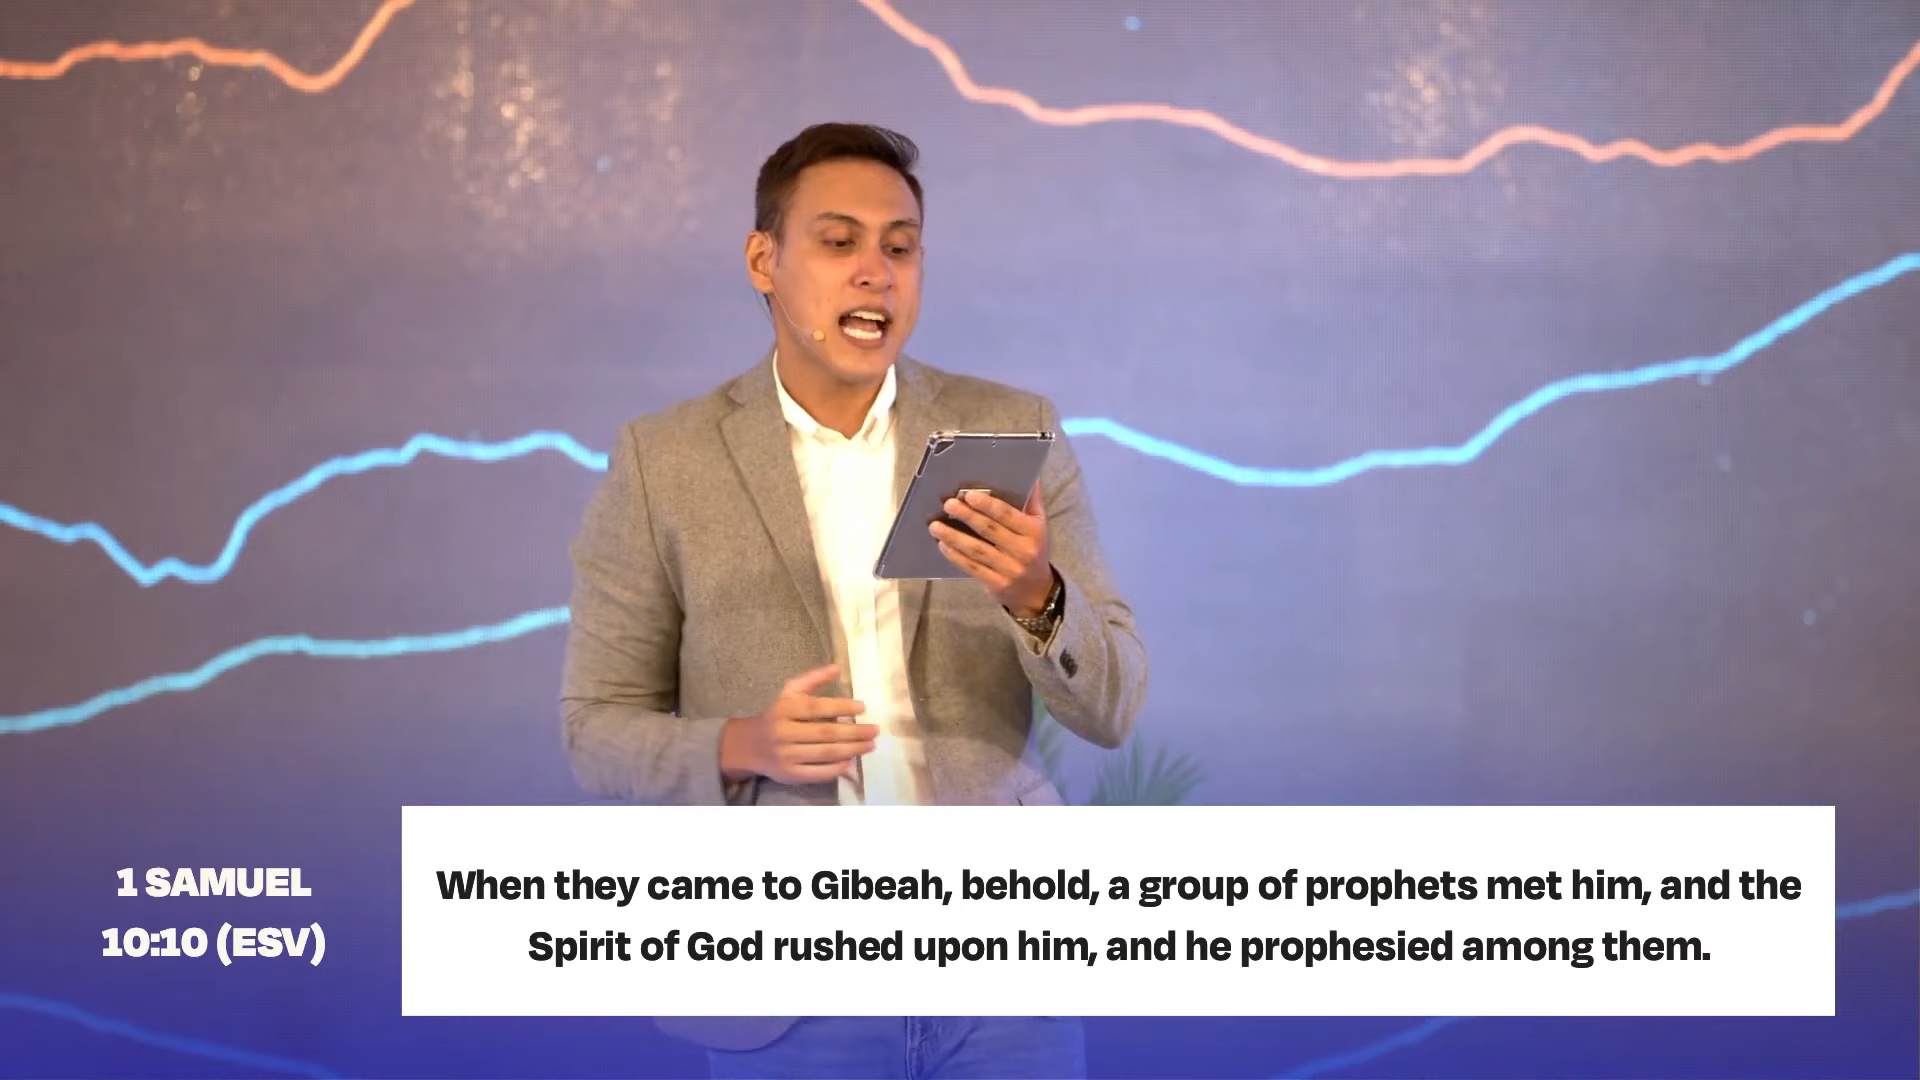 1 SAMUEL
10:10 (ESV)
When they came to Gibeah, behold, a group of prophets met him, and the
Spirit of God rushed upon him, and he prophesied among them.